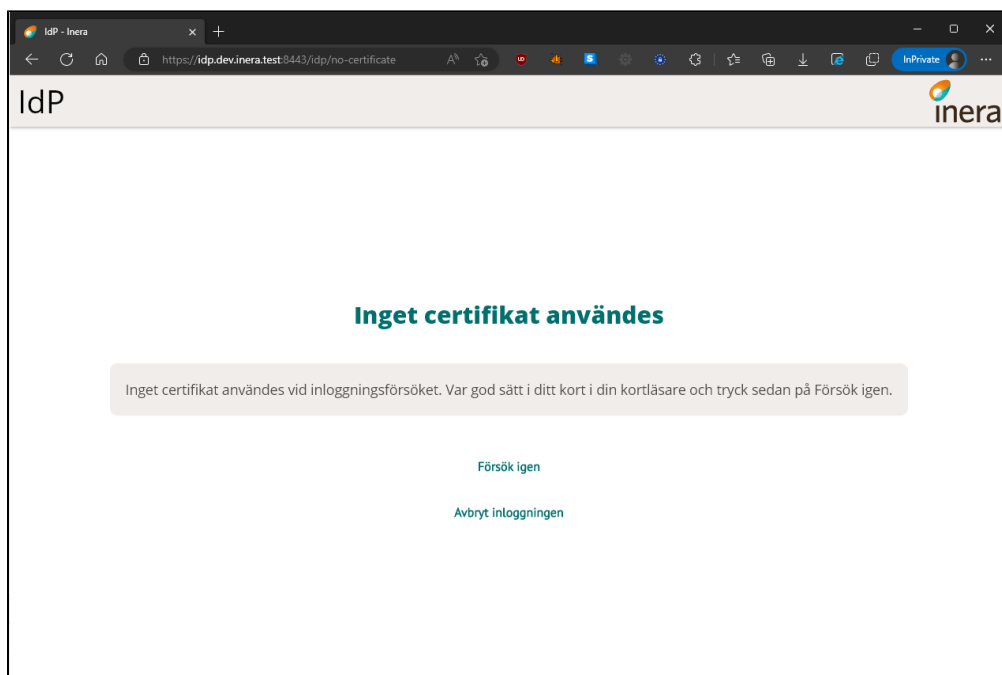 IdP - Inera
https://idp.dev.inera.test:8443/idp/no-certificate
InPrivate
IdP
inera
Inget certifikat användes
Inget certifikat användes vid inloggningsförsöket. Var god sätt i ditt kort i din kortläsare och tryck sedan på Försök igen.
Försök igen
Avbryt inloggningen